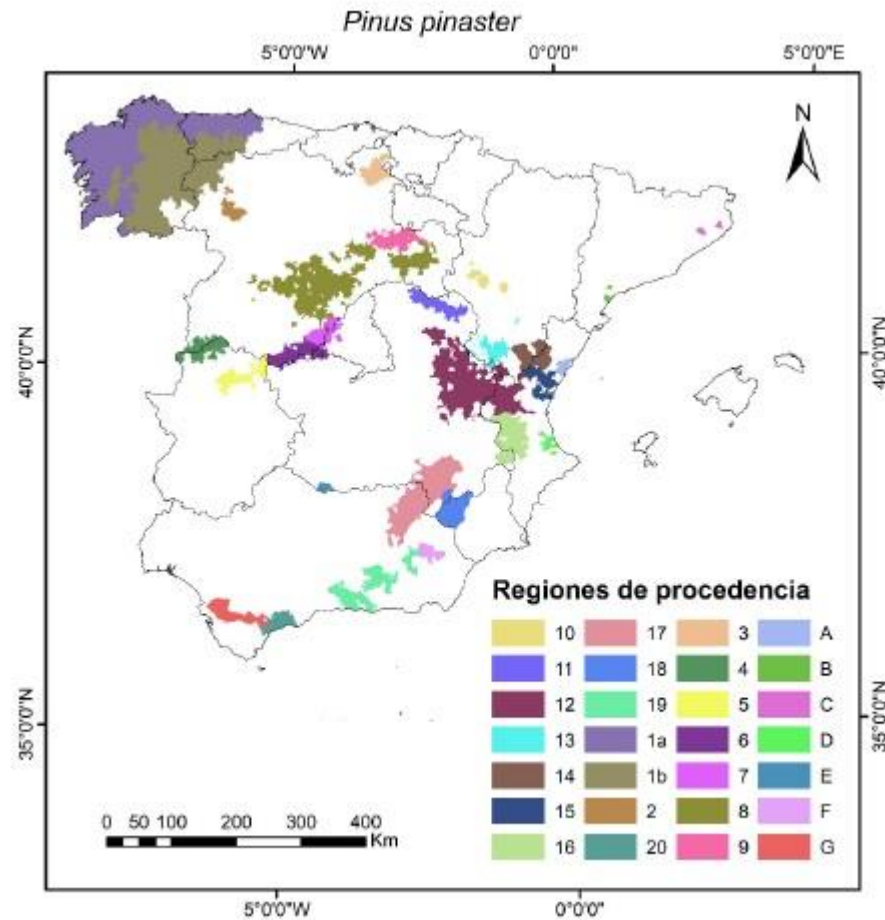 Pinus pinaster
5°0'0"W 0°0'0" 5°0'0"E
N
40°0'0"N 40°0'0"N
Regiones de procedencia
10 17 3 A
11 18 4 B
12 19 5 C
35°0'0"N 35°0'0"N
13 1a 6 D
14 1b 7 E
15 2 8 F
16 20 9 G
0 50 100 200 300 400
Km
5°0'0"W 0°0'0"